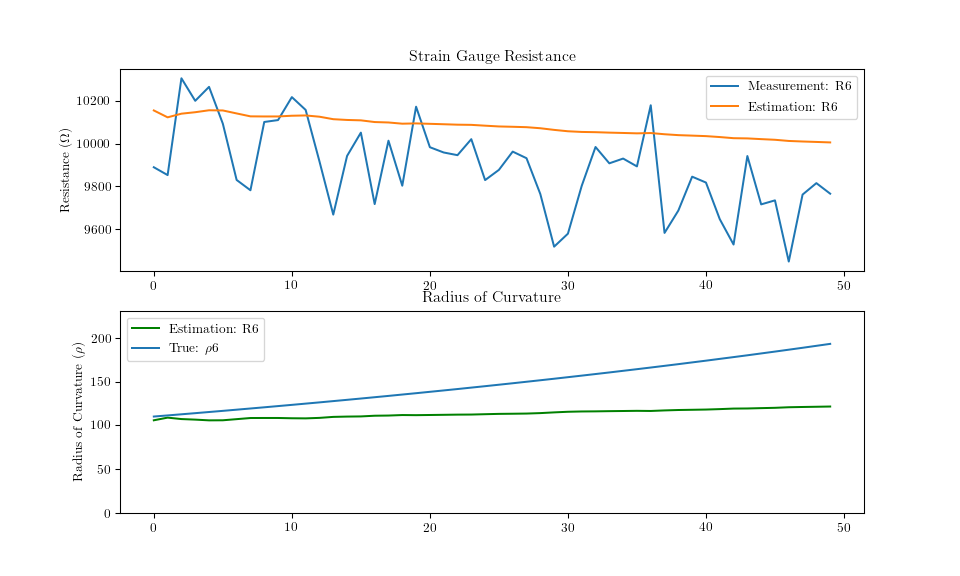 Strain Gauge Resistance
Resistance (Ω)
10200
10000
9800
9600
Measurement: R6
Estimation: R6
0 10 20 30 40 50
Radius of Curvature
Radius of Curvature (ρ)
200
150
100
50
0
Estimation: R6
True: ρ6
0 10 20 30 40 50